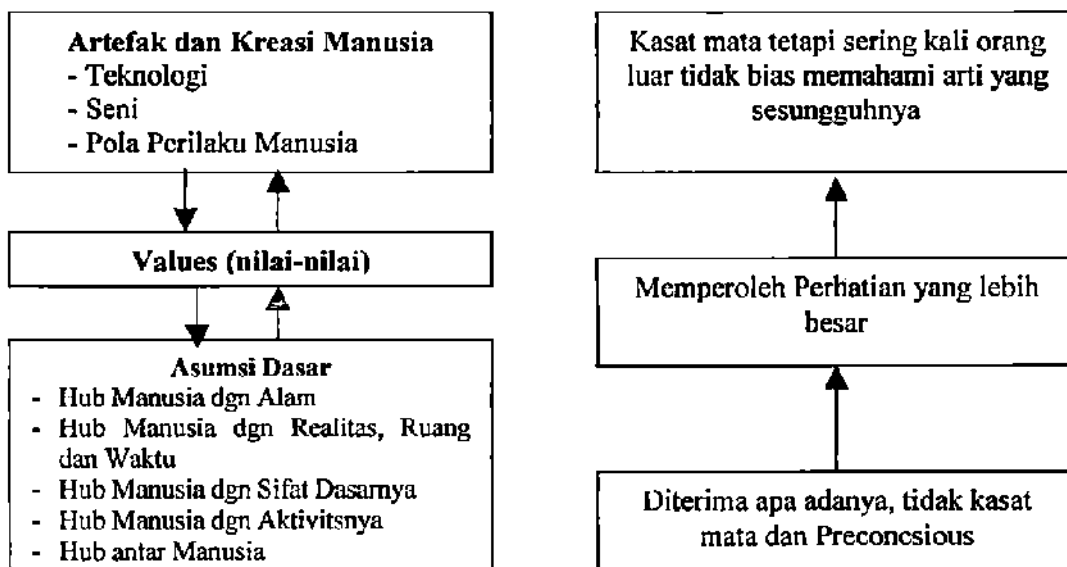 Artefak dan Kreasi Manusia
- Teknologi
- Seni
- Pola Perilaku Manusia
Values (nilai-nilai)
Asumsi Dasar
- Hub Manusia dgn Alam
- Hub Manusia dgn Realitas, Ruang
dan Waktu
- Hub Manusia dgn Sifat Dasarnya
- Hub Manusia dgn Aktivitsnya
- Hub antar Manusia
Kasat mata tetapi sering kali orang
luar tidak bias memahami arti yang
sesungguhnya
Memperoleh Perhatian yang lebih
besar
Diterima apa adanya, tidak kasat
mata dan Preconcsious